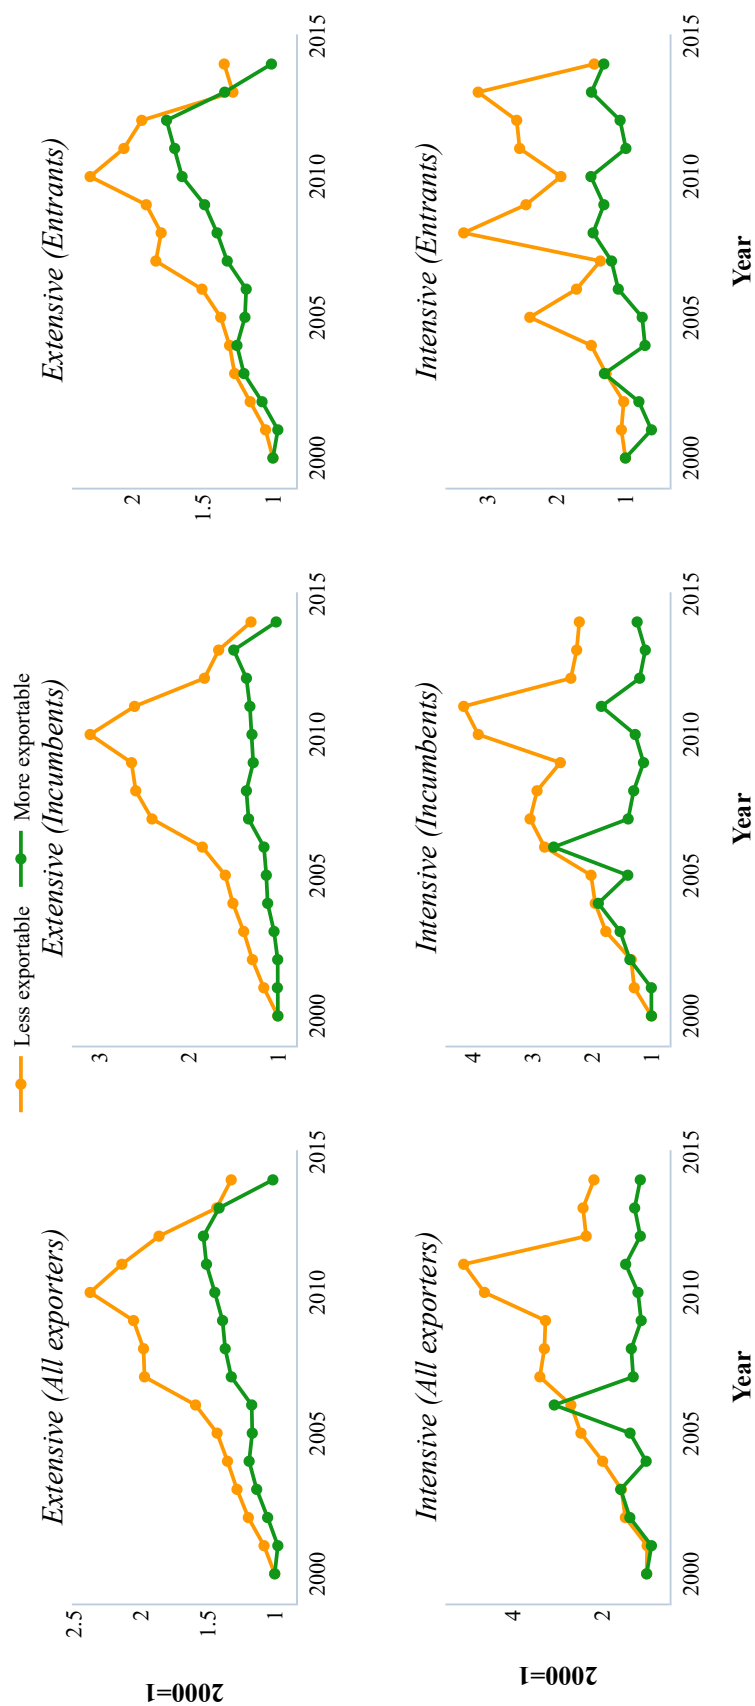 Less exportable More exportable
Extensive (All exporters) Extensive (Incumbents) Extensive (Entrants)
2000=1
2.5
2
1.5
1
2000 2005 2010 2015
3
2
1
2000 2005 2010 2015
2
1.5
1
2000 2005 2010 2015
Intensive (All exporters) Intensive (Incumbents) Intensive (Entrants)
2000=1
4
2
2000 2005 2010 2015
4
3
2
1
2000 2005 2010 2015
3
2
1
2000 2005 2010 2015
Year Year Year